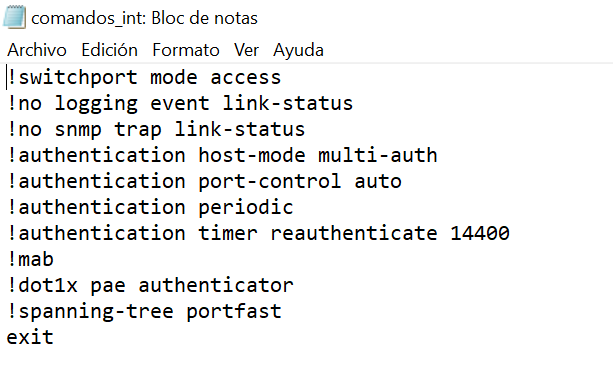 comandos_int: Bloc de notas
Archivo Edición Formato Ver Ayuda
!switchport mode access
!no logging event link-status
!no snmp trap link-status
!authentication host-mode multi-auth
!authentication port-control auto
!authentication periodic
!authentication timer reauthenticate 14400
!mab
!dot1x pae authenticator
!spanning-tree portfast
exit